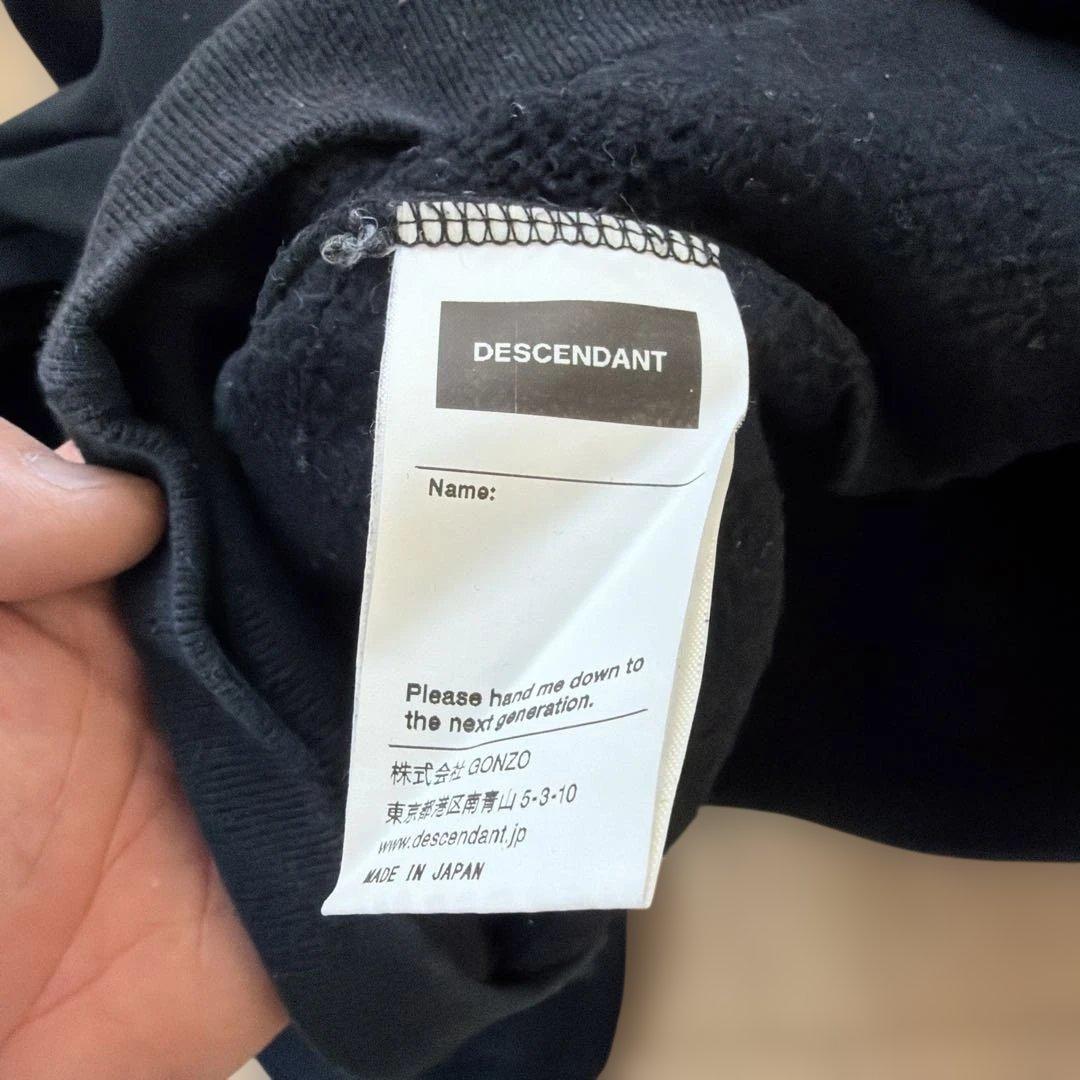 DESCENDANT
Name:
Please hand me down to
the next generation.
株式会社 GONZO
東京都港区南青山 5-3-10
www.descendant.jp
MADE IN JAPAN